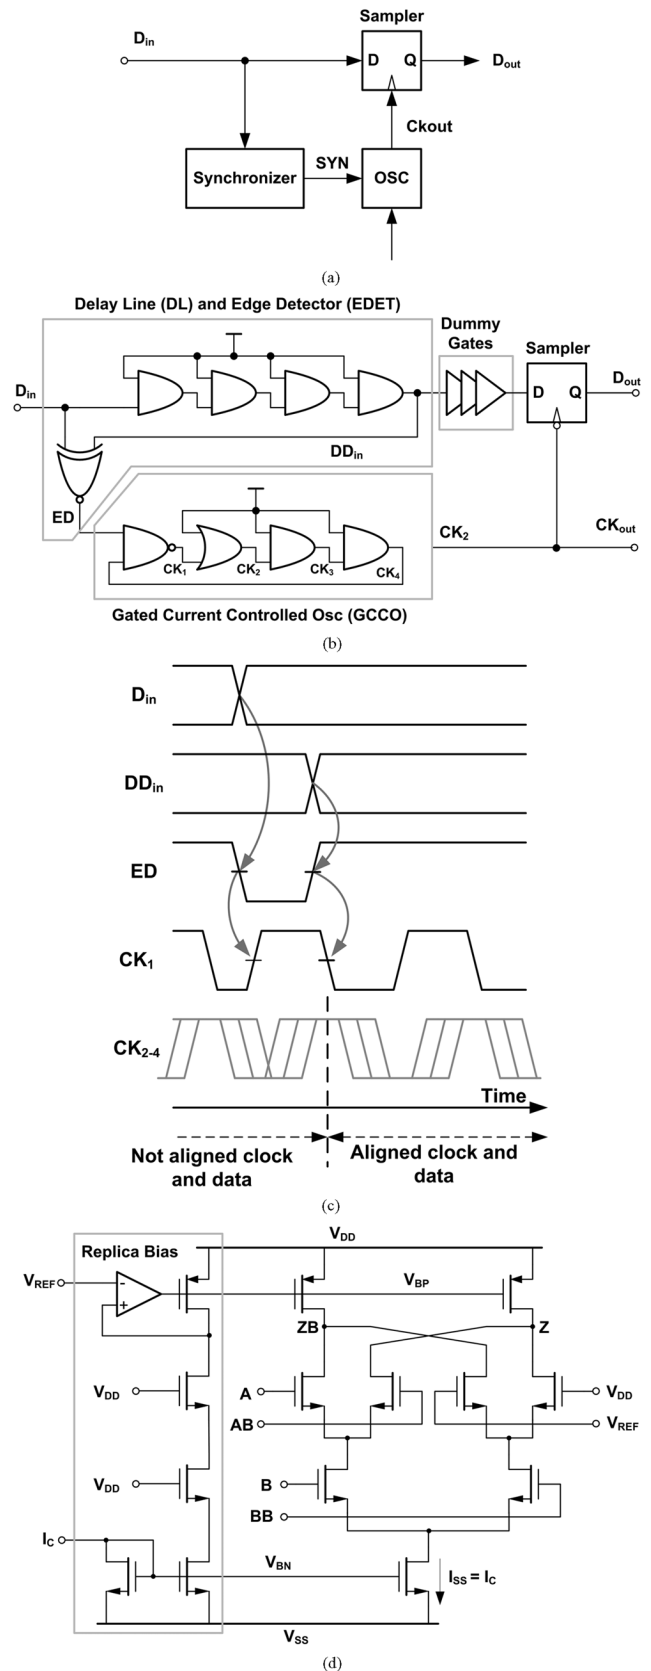 Sampler
Din
D Q
Dout
Ckout
Synchronizer
SYN
OSC
(a)
Delay Line (DL) and Edge Detector (EDET)
Dummy
Gates
Sampler
Din
D Q
Dout
DDin
ED
CK1
CK2
CK3
CK4
CK2
CKout
Gated Current Controlled Osc (GCCO)
(b)
Din
DDin
ED
CK1
CK2-4
Time
Not aligned clock
and data
Aligned clock and
data
(c)
VDD
Replica Bias
VREF
-
+
VBP
ZB
Z
VDD
A
VDD
AB
VREF
VDD
B
BB
IC
VBN
ISS = IC
VSS
(d)